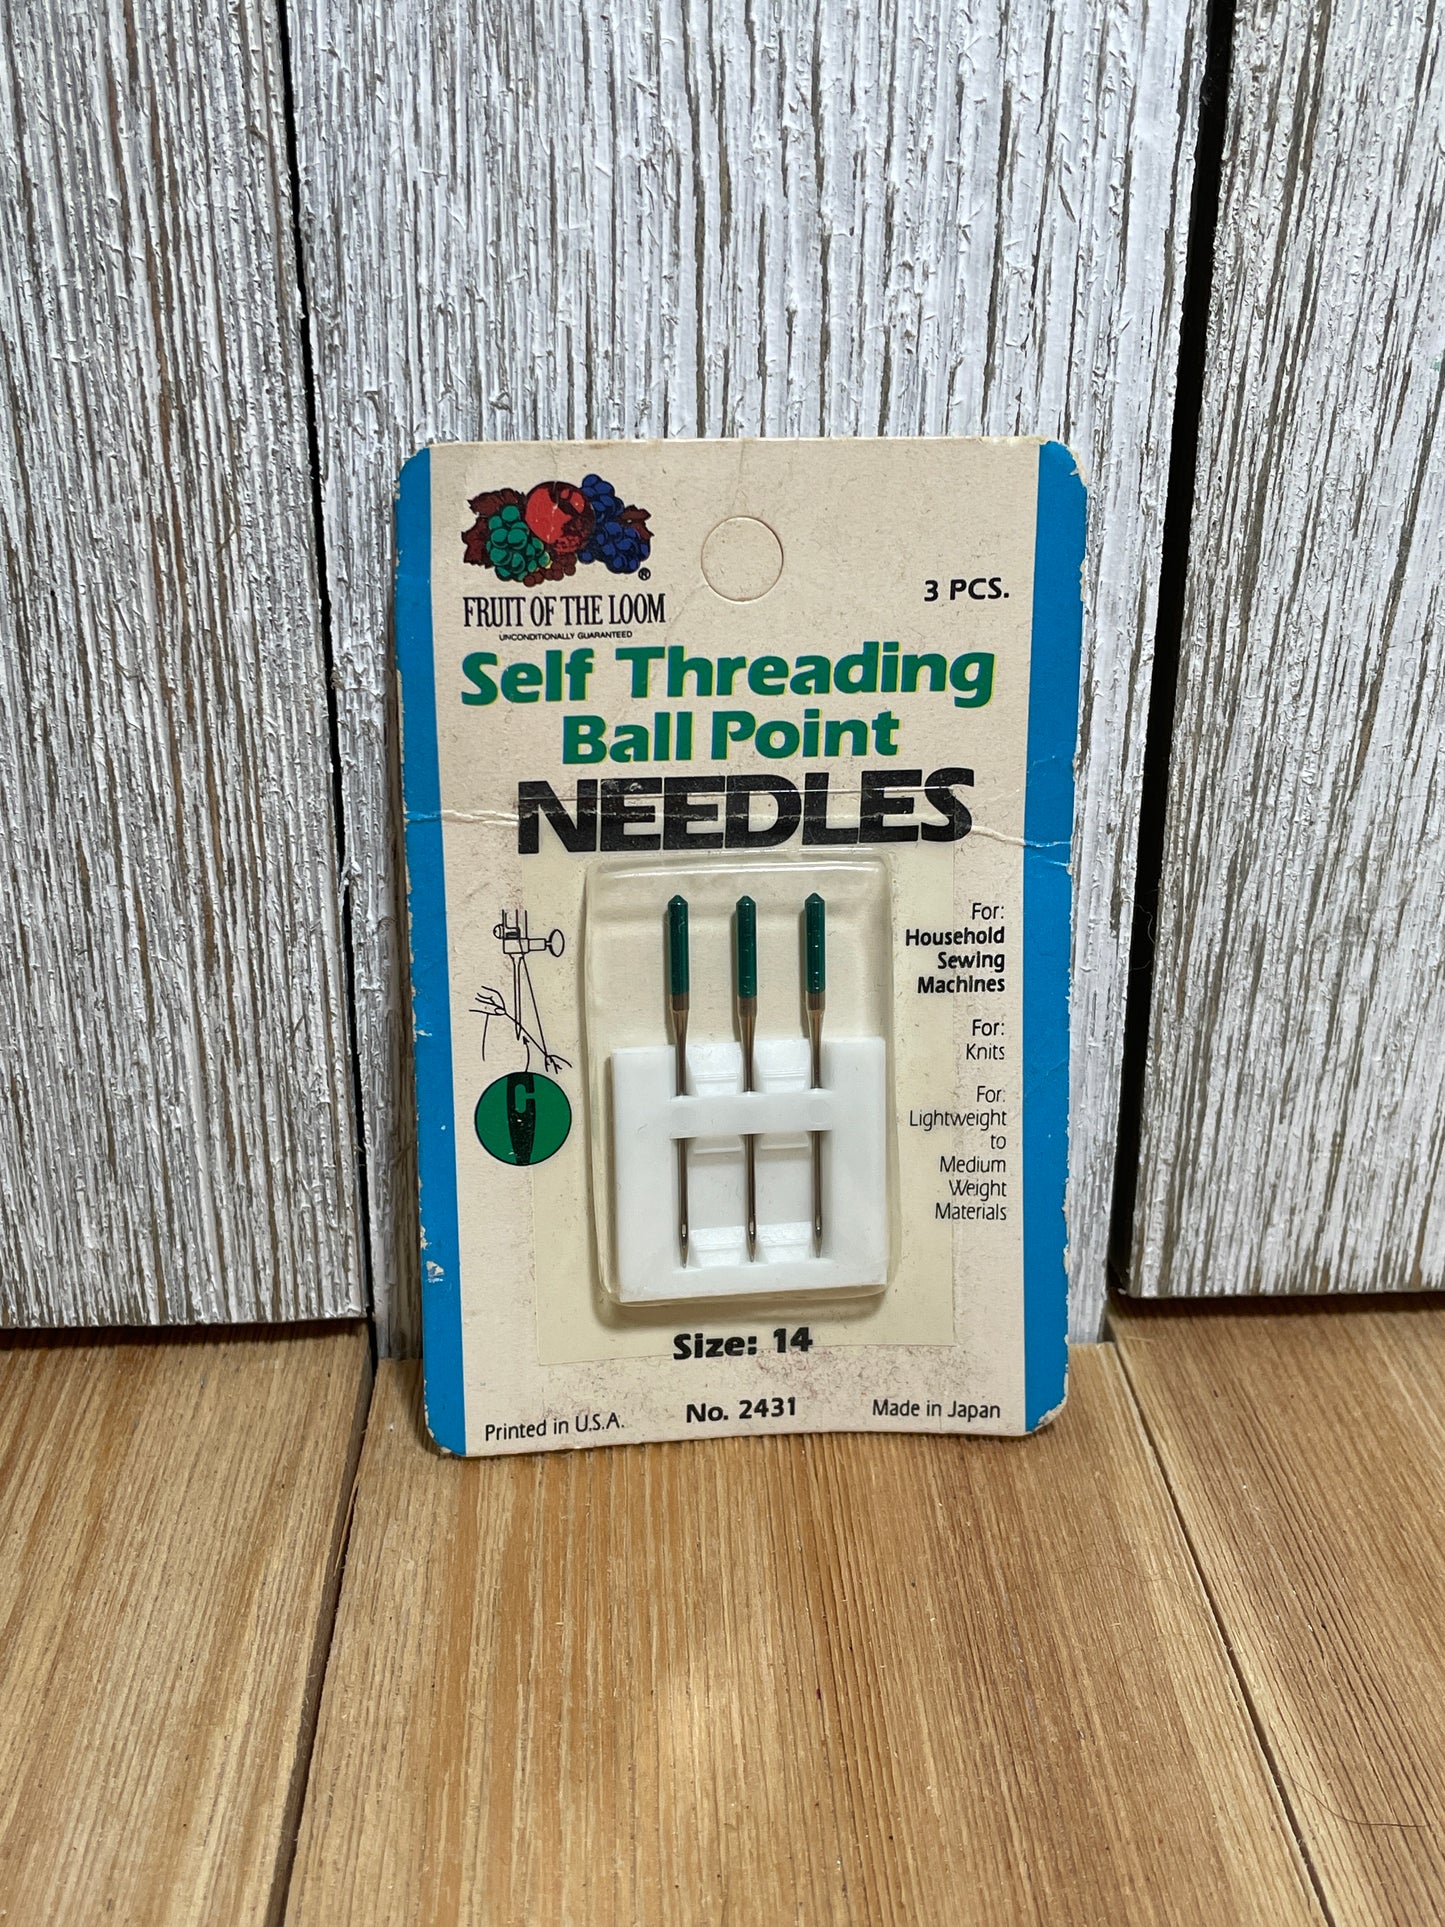 ®
FRUIT OF THE LOOM
UNCONDITIONALLY GUARANTEED
3 PCS.
Self Threading
Ball Point
NEEDLES
For:
Household
Sewing
Machines
For:
Knits
For:
Lightweight
to
Medium
Weight
Materials
Size: 14
Printed in U.S.A.
No. 2431
Made in Japan